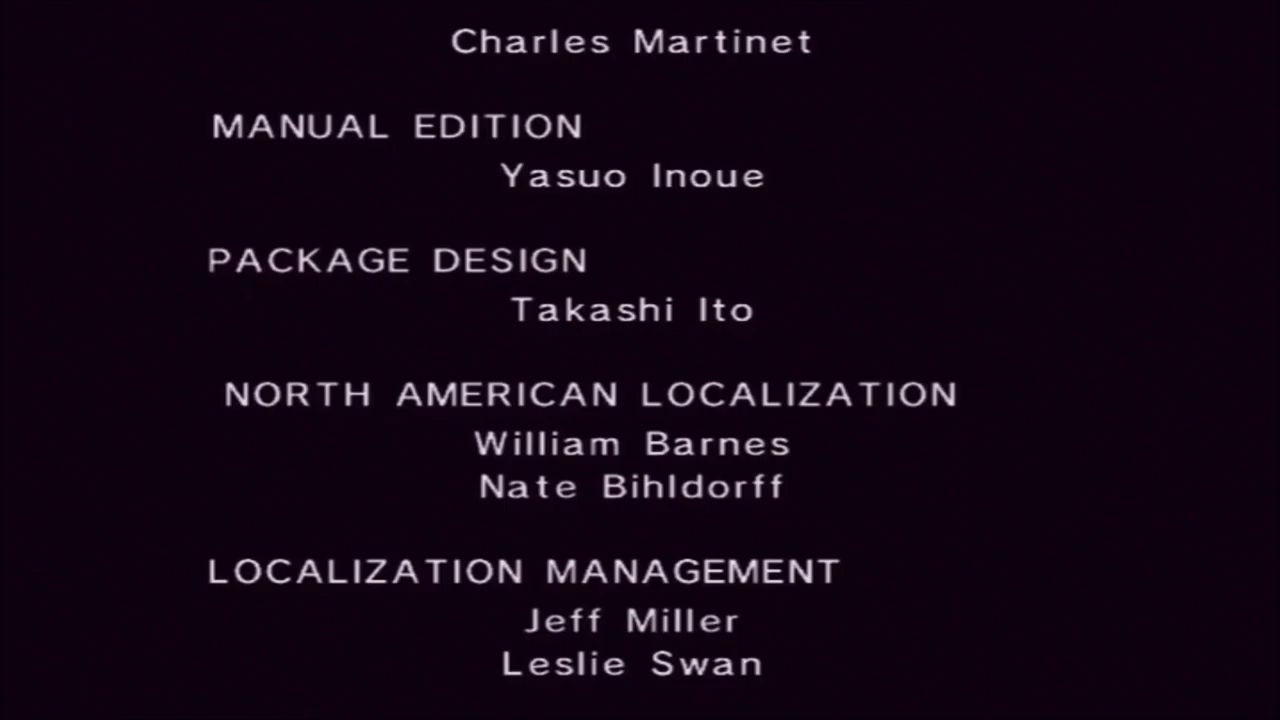 Charles Martinet
MANUAL EDITION
Yasuo Inoue
PACKAGE DESIGN
Takashi Ito
NORTH AMERICAN LOCALIZATION
William Barnes
Nate Bihldorff
LOCALIZATION MANAGEMENT
Jeff Miller
Leslie Swan